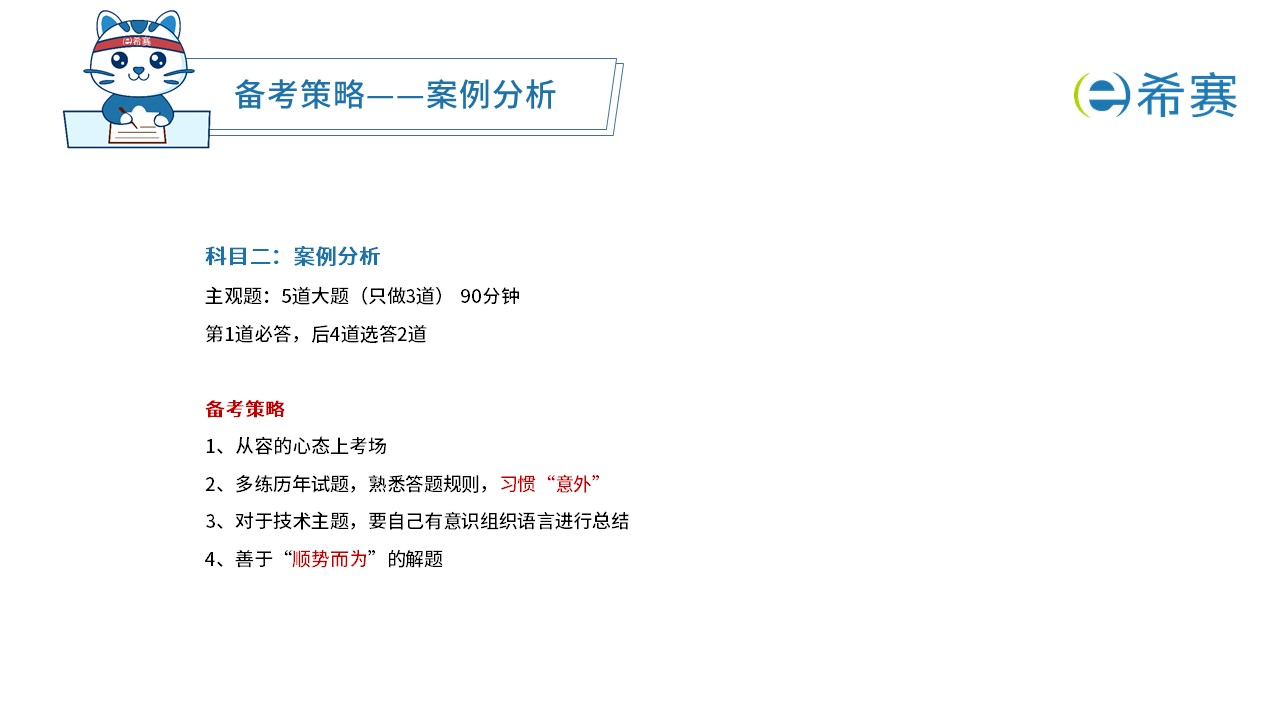 希赛
备考策略——案例分析
希赛
科目二：案例分析
主观题：5道大题（只做3道） 90分钟
第1道必答，后4道选答2道
备考策略
1、从容的心态上考场
2、多练历年试题，熟悉答题规则，习惯“意外”
3、对于技术主题，要自己有意识组织语言进行总结
4、善于“顺势而为”的解题